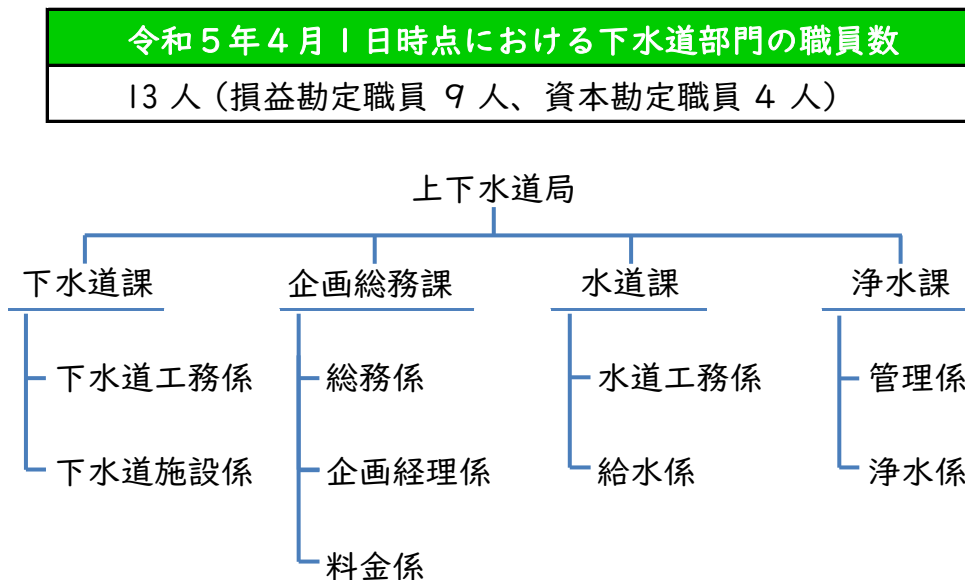 令和５年４月１日時点における下水道部門の職員数
13 人（損益勘定職員 9 人、資本勘定職員 4 人）
上下水道局
下水道課 企画総務課 水道課 浄水課
下水道工務係 総務係 水道工務係 管理係
下水道施設係 企画経理係 給水係 浄水係
料金係